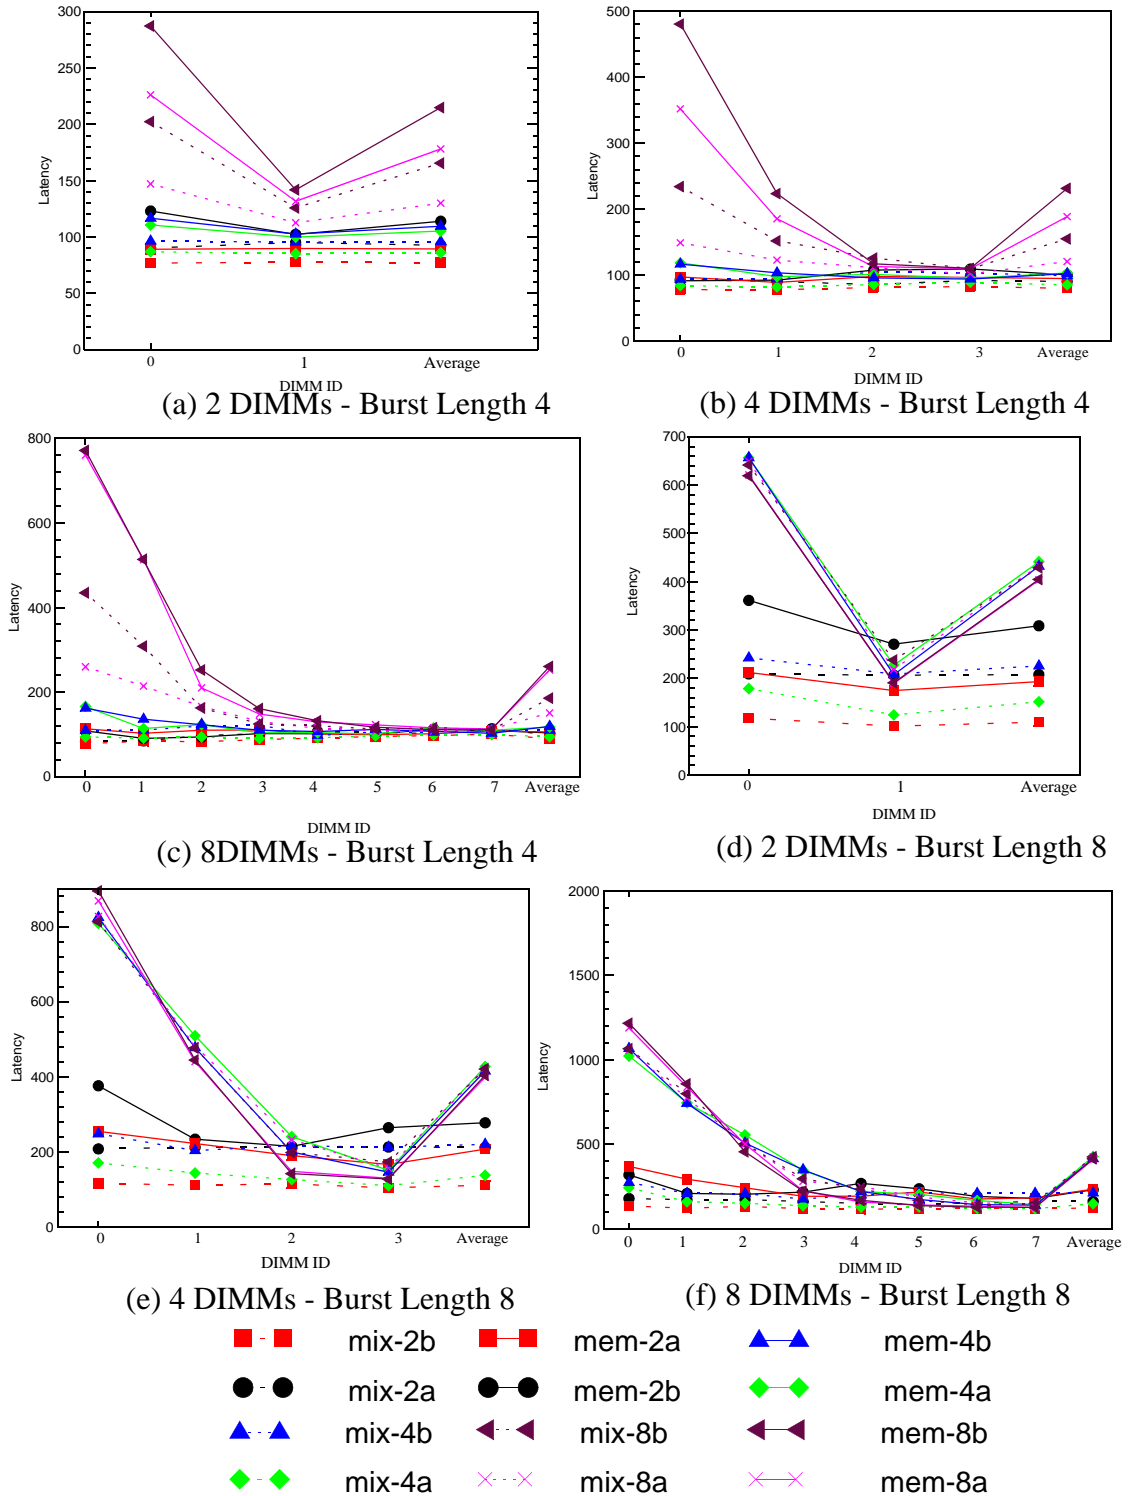 300
250
200
150
100
50
0
Latency
0 1 Average
DIMM ID
(a) 2 DIMMs - Burst Length 4
500
400
300
200
100
0
Latency
0 1 2 3 Average
DIMM ID
(b) 4 DIMMs - Burst Length 4
800
600
400
200
0
Latency
0 1 2 3 4 5 6 7 Average
DIMM ID
(c) 8DIMMs - Burst Length 4
700
600
500
400
300
200
100
0
Latency
0 1 Average
DIMM ID
(d) 2 DIMMs - Burst Length 8
800
600
400
200
0
Latency
0 1 2 3 Average
DIMM ID
(e) 4 DIMMs - Burst Length 8
2000
1500
1000
500
0
Latency
0 1 2 3 4 5 6 7 Average
DIMM ID
(f) 8 DIMMs - Burst Length 8
mix-2b mem-2a mem-4b
mix-2a mem-2b mem-4a
mix-4b mix-8b mem-8b
mix-4a mix-8a mem-8a